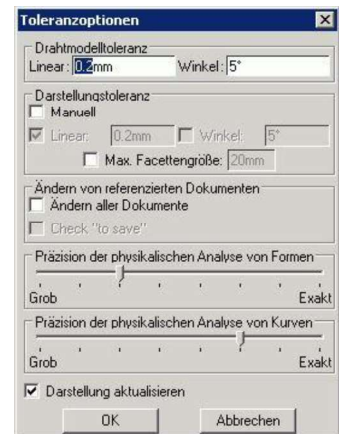 Toleranzoptionen
Drahtmodelltoleranz
Linear: 0.2mm Winkel: 5°
Darstellungstoleranz
Manuell
Linear: 0.2mm Winkel: 5°
Max. Facettengröße: 20mm
Ändern von referenzierten Dokumenten
Ändern aller Dokumente
Check "to save"
Präzision der physikalischen Analyse von Formen
Grob Exakt
Präzision der physikalischen Analyse von Kurven
Grob Exakt
Darstellung aktualisieren
OK Abbrechen